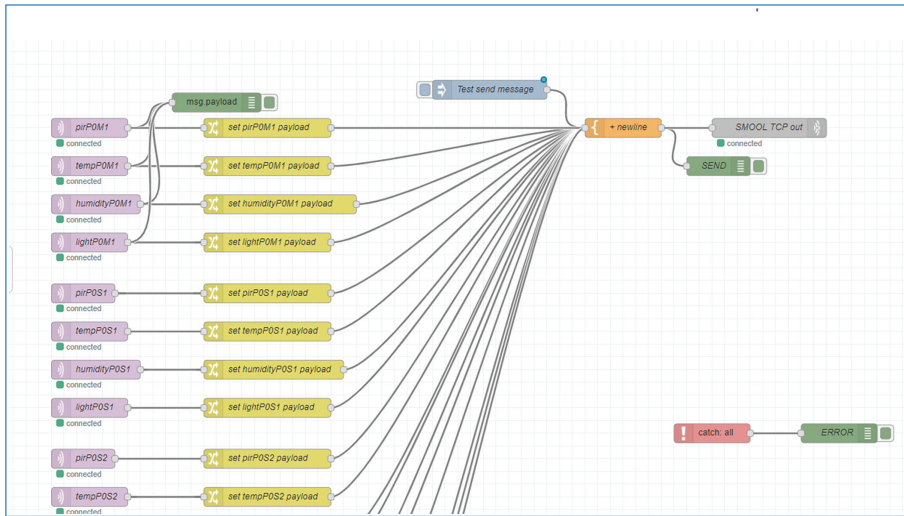 Test send message
msg.payload
pirP0M1
set pirP0M1 payload
+ newline
SMOOL TCP out
connected
connected
tempP0M1
set tempP0M1 payload
SEND
connected
humidityP0M1
set humidityP0M1 payload
connected
lightP0M1
set lightP0M1 payload
connected
pirP0S1
set pirP0S1 payload
connected
tempP0S1
set tempP0S1 payload
connected
humidityP0S1
set humidityP0S1 payload
connected
lightP0S1
set lightP0S1 payload
connected
catch: all
ERROR
pirP0S2
set pirP0S2 payload
connected
tempP0S2
set tempP0S2 payload
connected